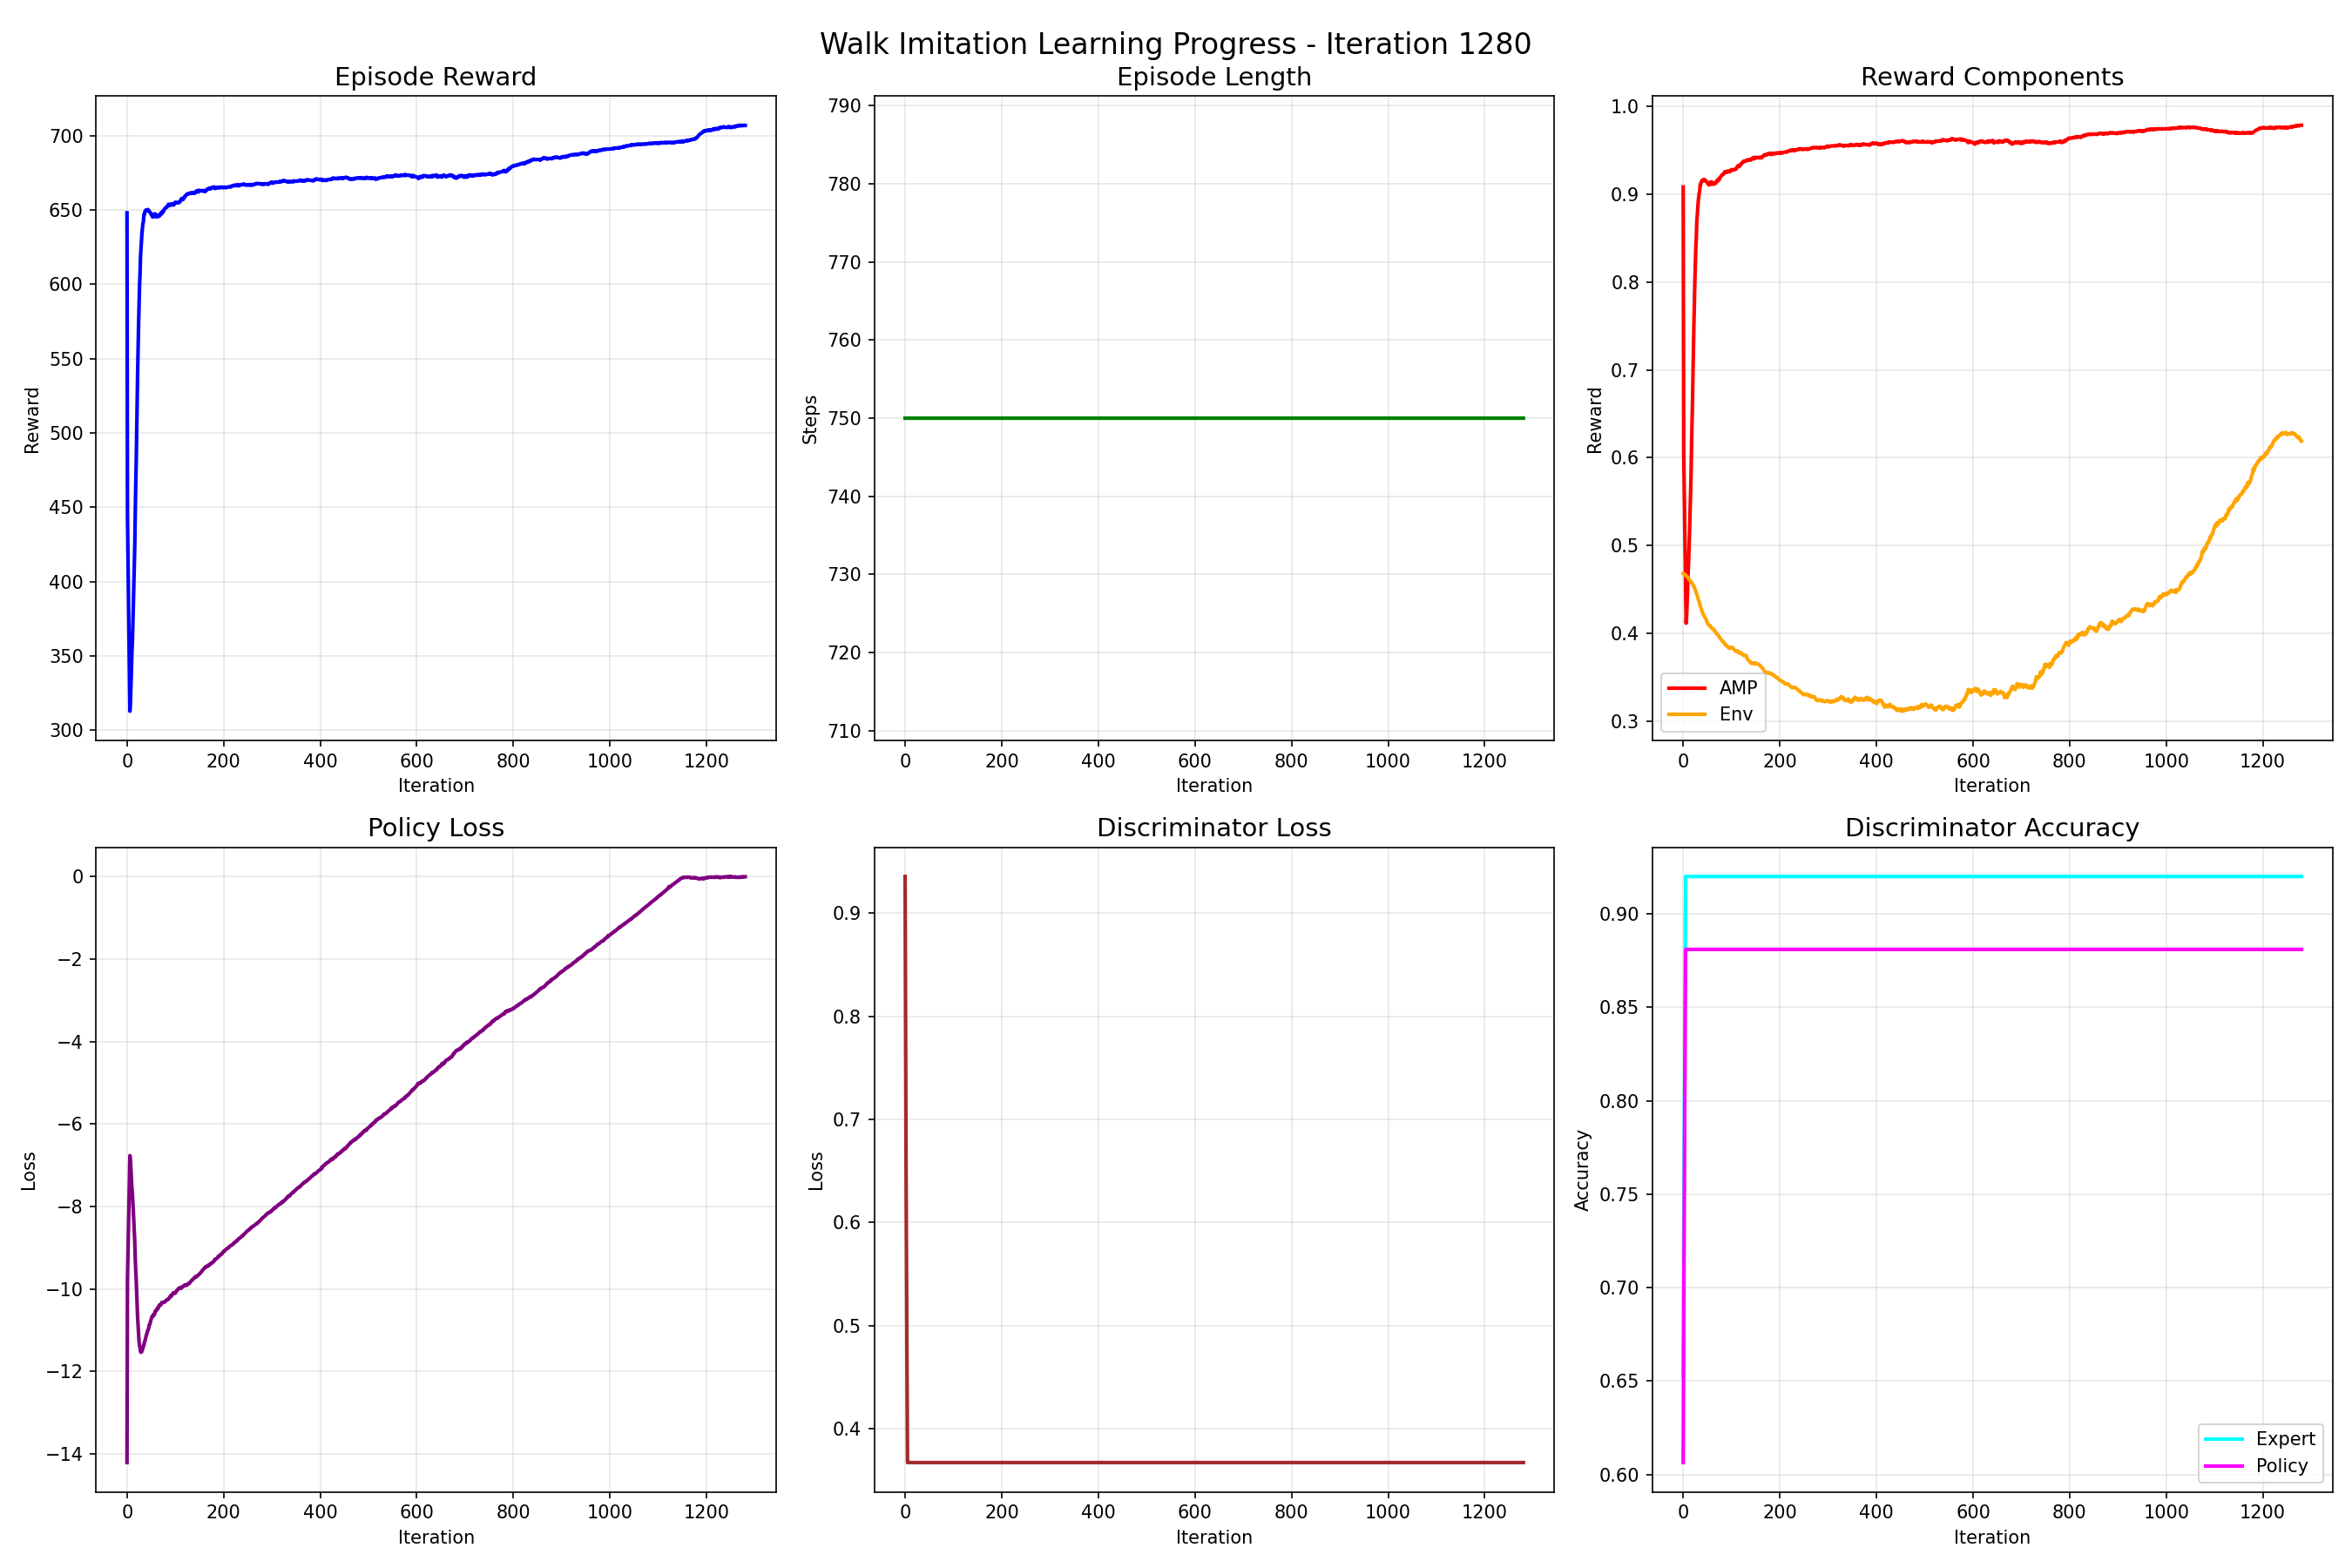 Walk Imitation Learning Progress - Iteration 1280
Episode Reward
Reward
700
650
600
550
500
450
400
350
300
0 200 400 600 800 1000 1200
Iteration
Episode Length
Steps
790
780
770
760
750
740
730
720
710
0 200 400 600 800 1000 1200
Iteration
Reward Components
Reward
1.0
0.9
0.8
0.7
0.6
0.5
0.4
0.3
AMP
Env
0 200 400 600 800 1000 1200
Iteration
Policy Loss
Loss
0
−2
−4
−6
−8
−10
−12
−14
0 200 400 600 800 1000 1200
Iteration
Discriminator Loss
Loss
0.9
0.8
0.7
0.6
0.5
0.4
0 200 400 600 800 1000 1200
Iteration
Discriminator Accuracy
Accuracy
0.90
0.85
0.80
0.75
0.70
0.65
0.60
Expert
Policy
0 200 400 600 800 1000 1200
Iteration